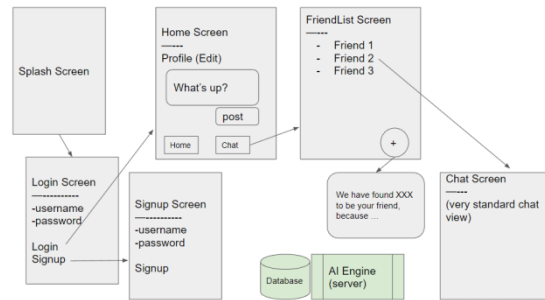 Splash Screen
Login Screen
—----------
-username
-password
Login
Signup
Signup Screen
—----------
-username
-password
Signup
Home Screen
—---
Profile (Edit)
What's up?
post
Home
Chat
FriendList Screen
—---
- Friend 1
- Friend 2
- Friend 3
+
We have found XXX
to be your friend,
because ...
Chat Screen
—---
(very standard chat
view)
Database
AI Engine
(server)